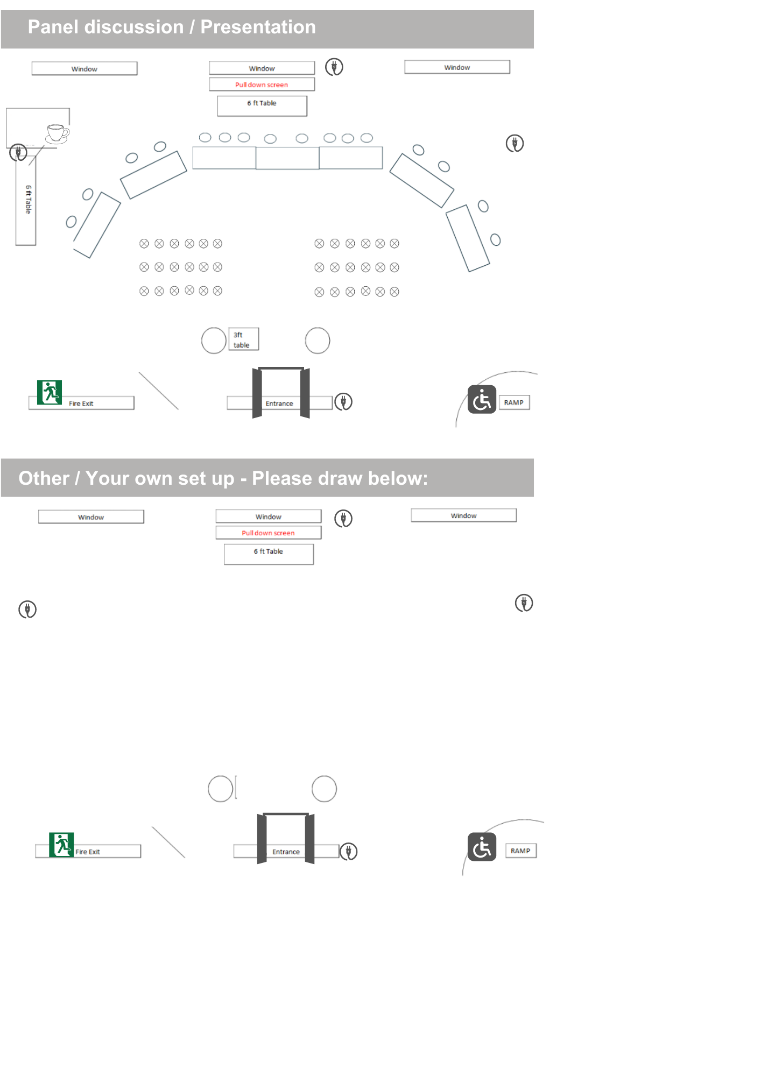 Panel discussion / Presentation
Window
Window
Window
Pull down screen
6 ft Table
6 ft Table
3ft
table
Fire Exit
Entrance
RAMP
Other / Your own set up - Please draw below:
Window
Window
Window
Pull down screen
6 ft Table
Fire Exit
Entrance
RAMP